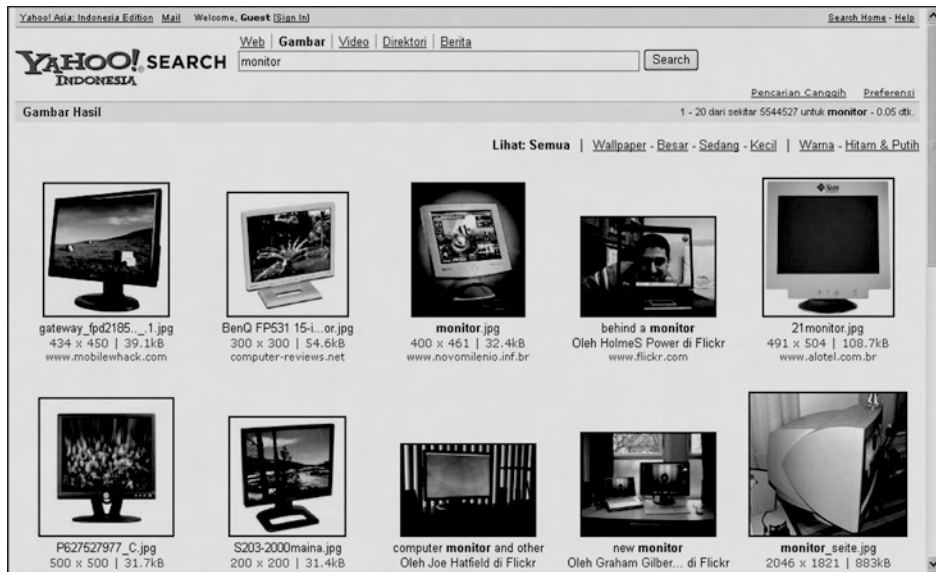 Yahoo! Asia: Indonesia Edition Mail Welcome, Guest [Sign In] Search Home - Help
Web | Gambar | Video | Direktori | Berita
YAHOO! SEARCH
INDONESIA
monitor Search
Pencarian Canggih Preferensi
Gambar Hasil 1 - 20 dari sekitar 5544527 untuk monitor - 0.05 dtk.
Lihat: Semua | Wallpaper - Besar - Sedang - Kecil | Warna - Hitam & Putih
Sun
gateway_fpd2185.._.1.jpg BenQ FP531 15-i...or.jpg monitor.jpg behind a monitor 21monitor.jpg
434 x 450 | 39.1kB 300 x 300 | 54.6kB 400 x 461 | 32.4kB Oleh HolmeS Power di Flickr 491 x 504 | 108.7kB
www.mobilewhack.com computer-reviews.net www.novomilenio.inf.br www.flickr.com www.alotel.com.br
P627527977_C.jpg S203-2000maina.jpg computer monitor and other new monitor monitor_seite.jpg
500 x 500 | 31.7kB 200 x 200 | 31.4kB Oleh Joe Hatfield di Flickr Oleh Graham Gilber... di Flickr 2046 x 1821 | 883kB